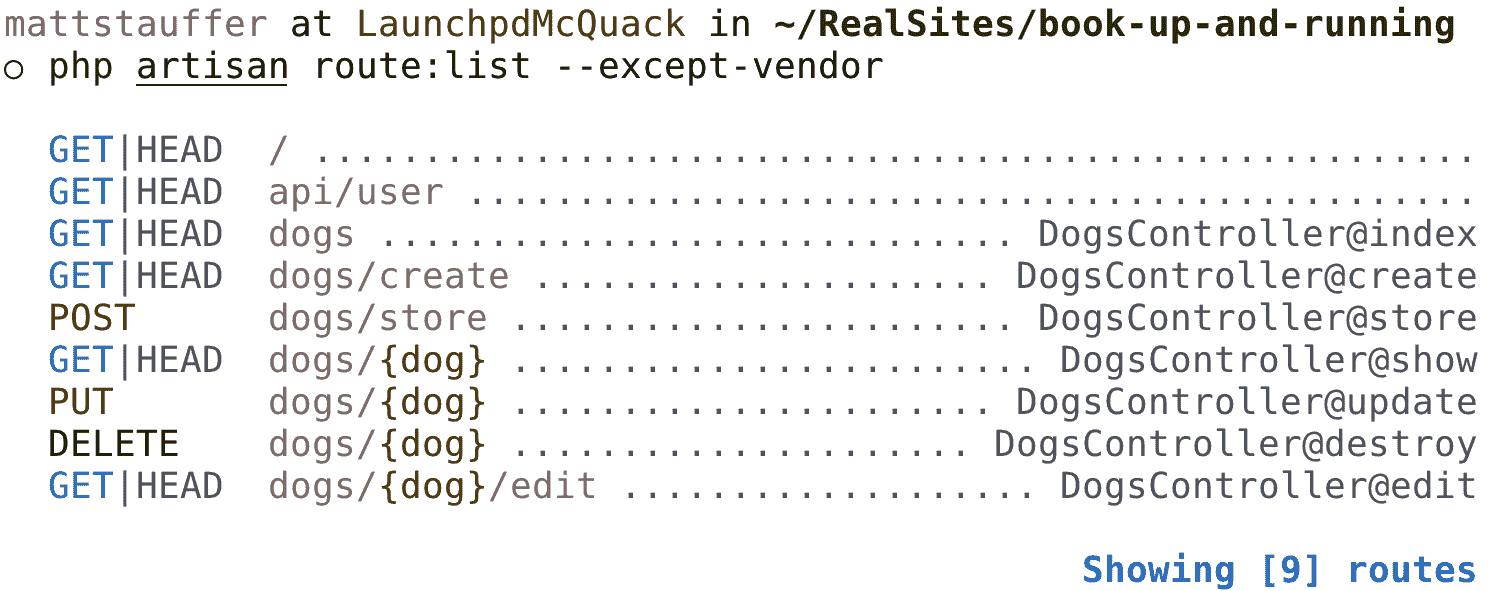 mattstauffer at LaunchpdMcQuack in ~/RealSites/book-up-and-running
○ php artisan route:list --except-vendor
GET|HEAD / ......................................................
GET|HEAD api/user ...............................................
GET|HEAD dogs ............................. DogsController@index
GET|HEAD dogs/create ..................... DogsController@create
POST dogs/store ....................... DogsController@store
GET|HEAD dogs/{dog} ........................ DogsController@show
PUT dogs/{dog} ...................... DogsController@update
DELETE dogs/{dog} ..................... DogsController@destroy
GET|HEAD dogs/{dog}/edit ................... DogsController@edit
Showing [9] routes